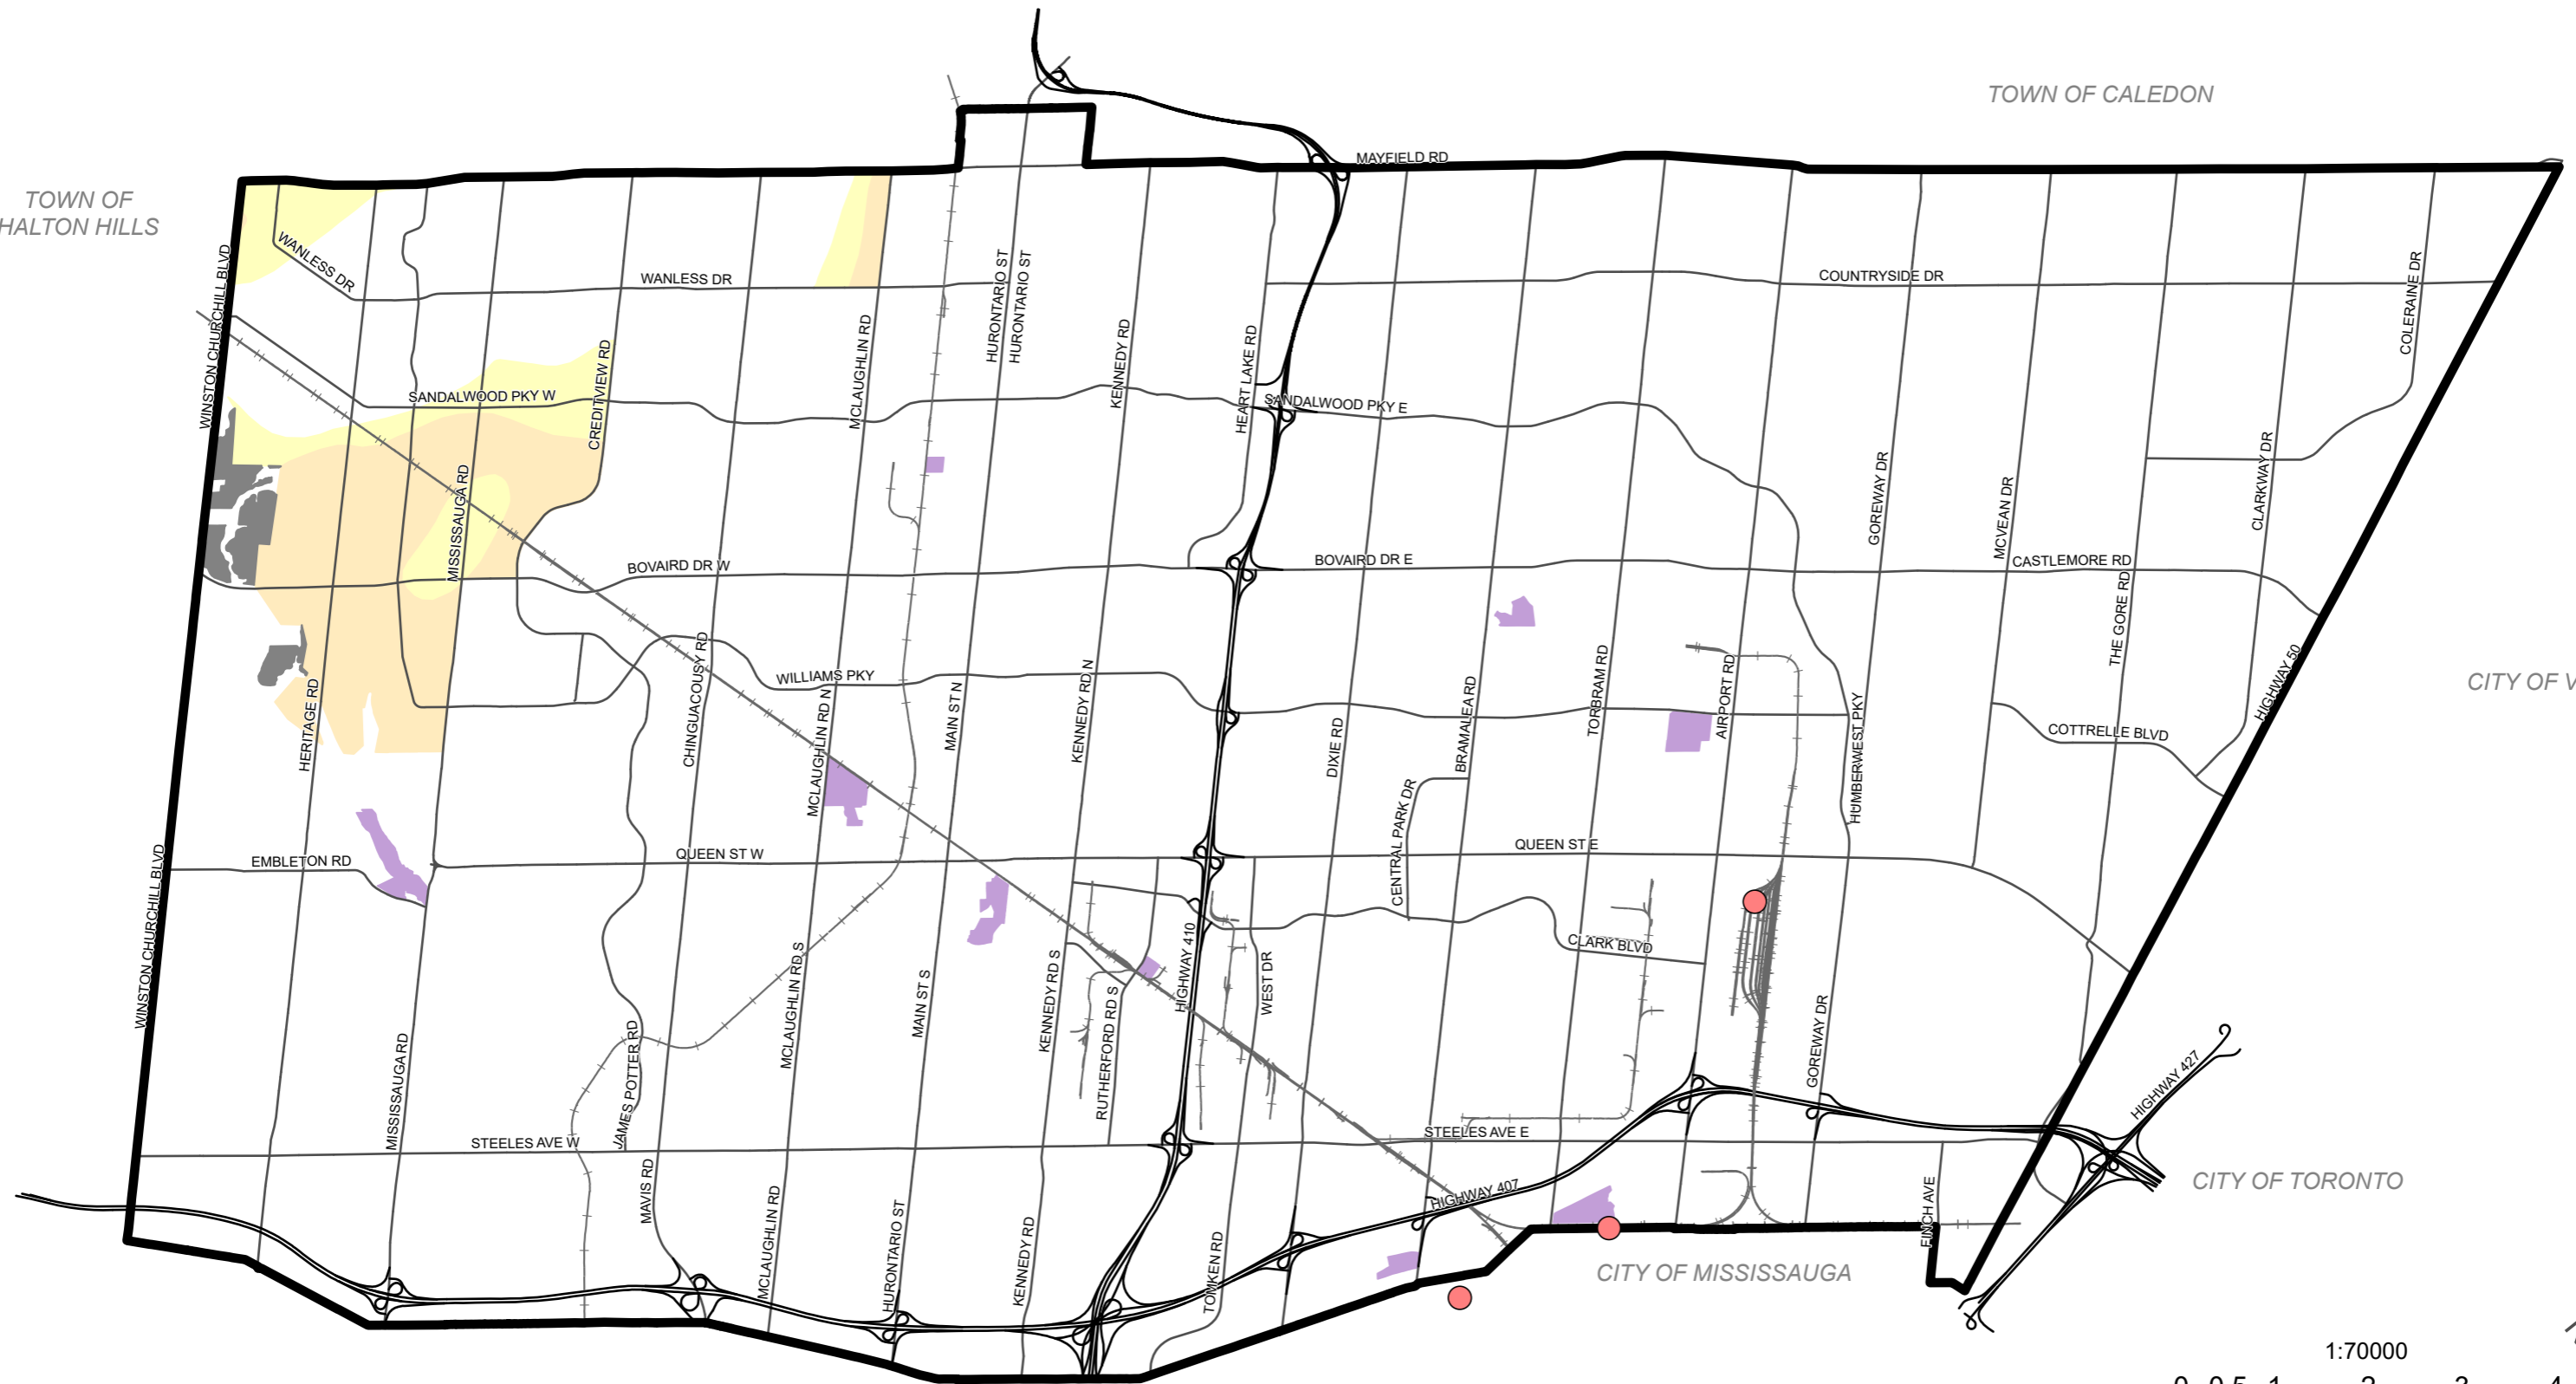 TOWN OF CALEDON
MAYFIELD RD
TOWN OF
HALTON HILLS
WANLESS DR
WANLESS DR
COUNTRYSIDE DR
WINSTON CHURCHILL BLVD
HURONTARIO ST
HURONTARIO ST
COLERAINE DR
MCLAUGHLIN RD
KENNEDY RD
HEART LAKE RD
CREDITVIEW RD
SANDALWOOD PKY W
SANDALWOOD PKY E
MISSISSAUGA RD
GOREWAY DR
MCVEAN DR
CLARKWAY DR
BOVAIRD DR W
BOVAIRD DR E
CASTLEMORE RD
THE GORE RD
CHINGUACOUSY RD
WILLIAMS PKY
HERITAGE RD
MCLAUGHLIN RD N
MAIN ST N
KENNEDY RD N
DIXIE RD
BRAMALEA RD
TORBRAM RD
AIRPORT RD
HUMBERWEST PKY
HIGHWAY 50
CITY OF V
COTTRELLE BLVD
CENTRAL PARK DR
EMBLETON RD
QUEEN ST W
QUEEN ST E
WINSTON CHURCHILL BLVD
CLARK BLVD
MCLAUGHLIN RD S
MAIN ST S
KENNEDY RD S
RUTHERFORD RD S
HIGHWAY 410
WEST DR
GOREWAY DR
MISSISSAUGA RD
JAMES POTTER RD
HIGHWAY 427
STEELES AVE W
STEELES AVE E
MAVIS RD
MCLAUGHLIN RD
HURONTARIO ST
KENNEDY RD
TOMKEN RD
HIGHWAY 407
FINCH AVE
CITY OF TORONTO
CITY OF MISSISSAUGA
1:70000
0 0.5 1 2 3 4